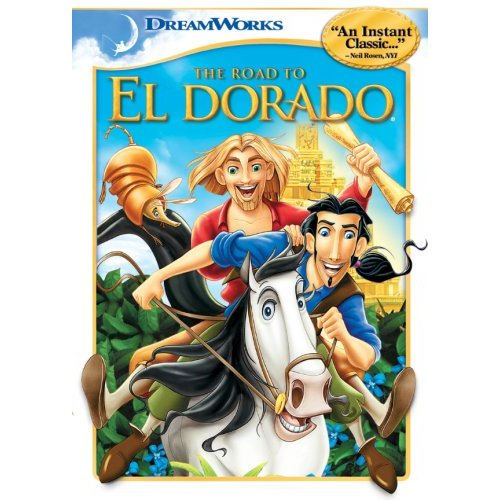 DREAMWORKS
"An Instant
Classic..."
– Neil Rosen, NY1
THE ROAD TO
EL DORADO®